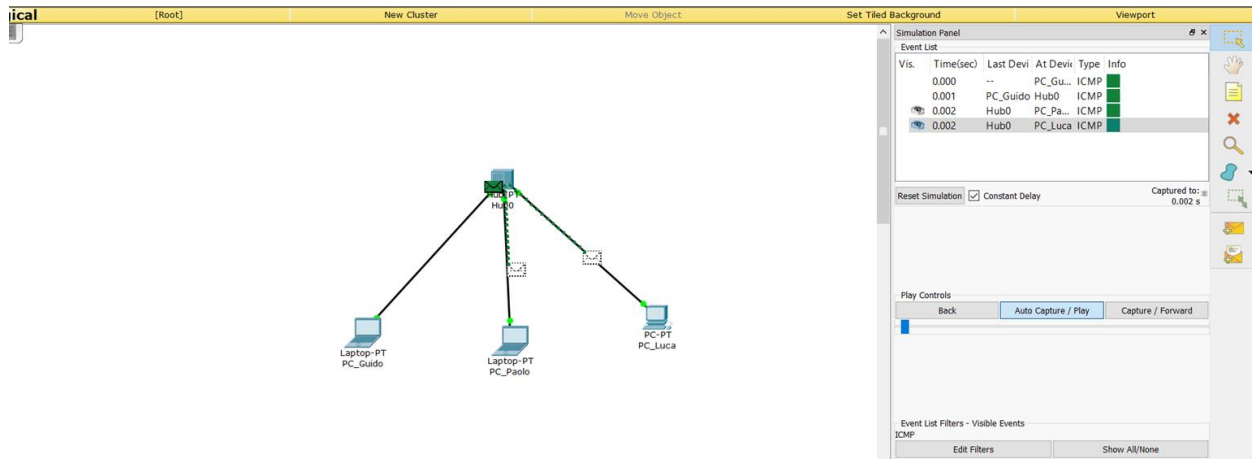 ical [Root] New Cluster Move Object Set Tiled Background Viewport
Simulation Panel
Event List
Vis. Time(sec) Last Devi At Devic Type Info
0.000 -- PC_Gu... ICMP
0.001 PC_Guido Hub0 ICMP
0.002 Hub0 PC_Pa... ICMP
0.002 Hub0 PC_Luca ICMP
Reset Simulation Constant Delay Captured to:
0.002 s
Hub-PT
Hub0
Laptop-PT
PC_Guido
Laptop-PT
PC_Paolo
PC-PT
PC_Luca
Play Controls
Back Auto Capture / Play Capture / Forward
Event List Filters - Visible Events
ICMP
Edit Filters Show All/None